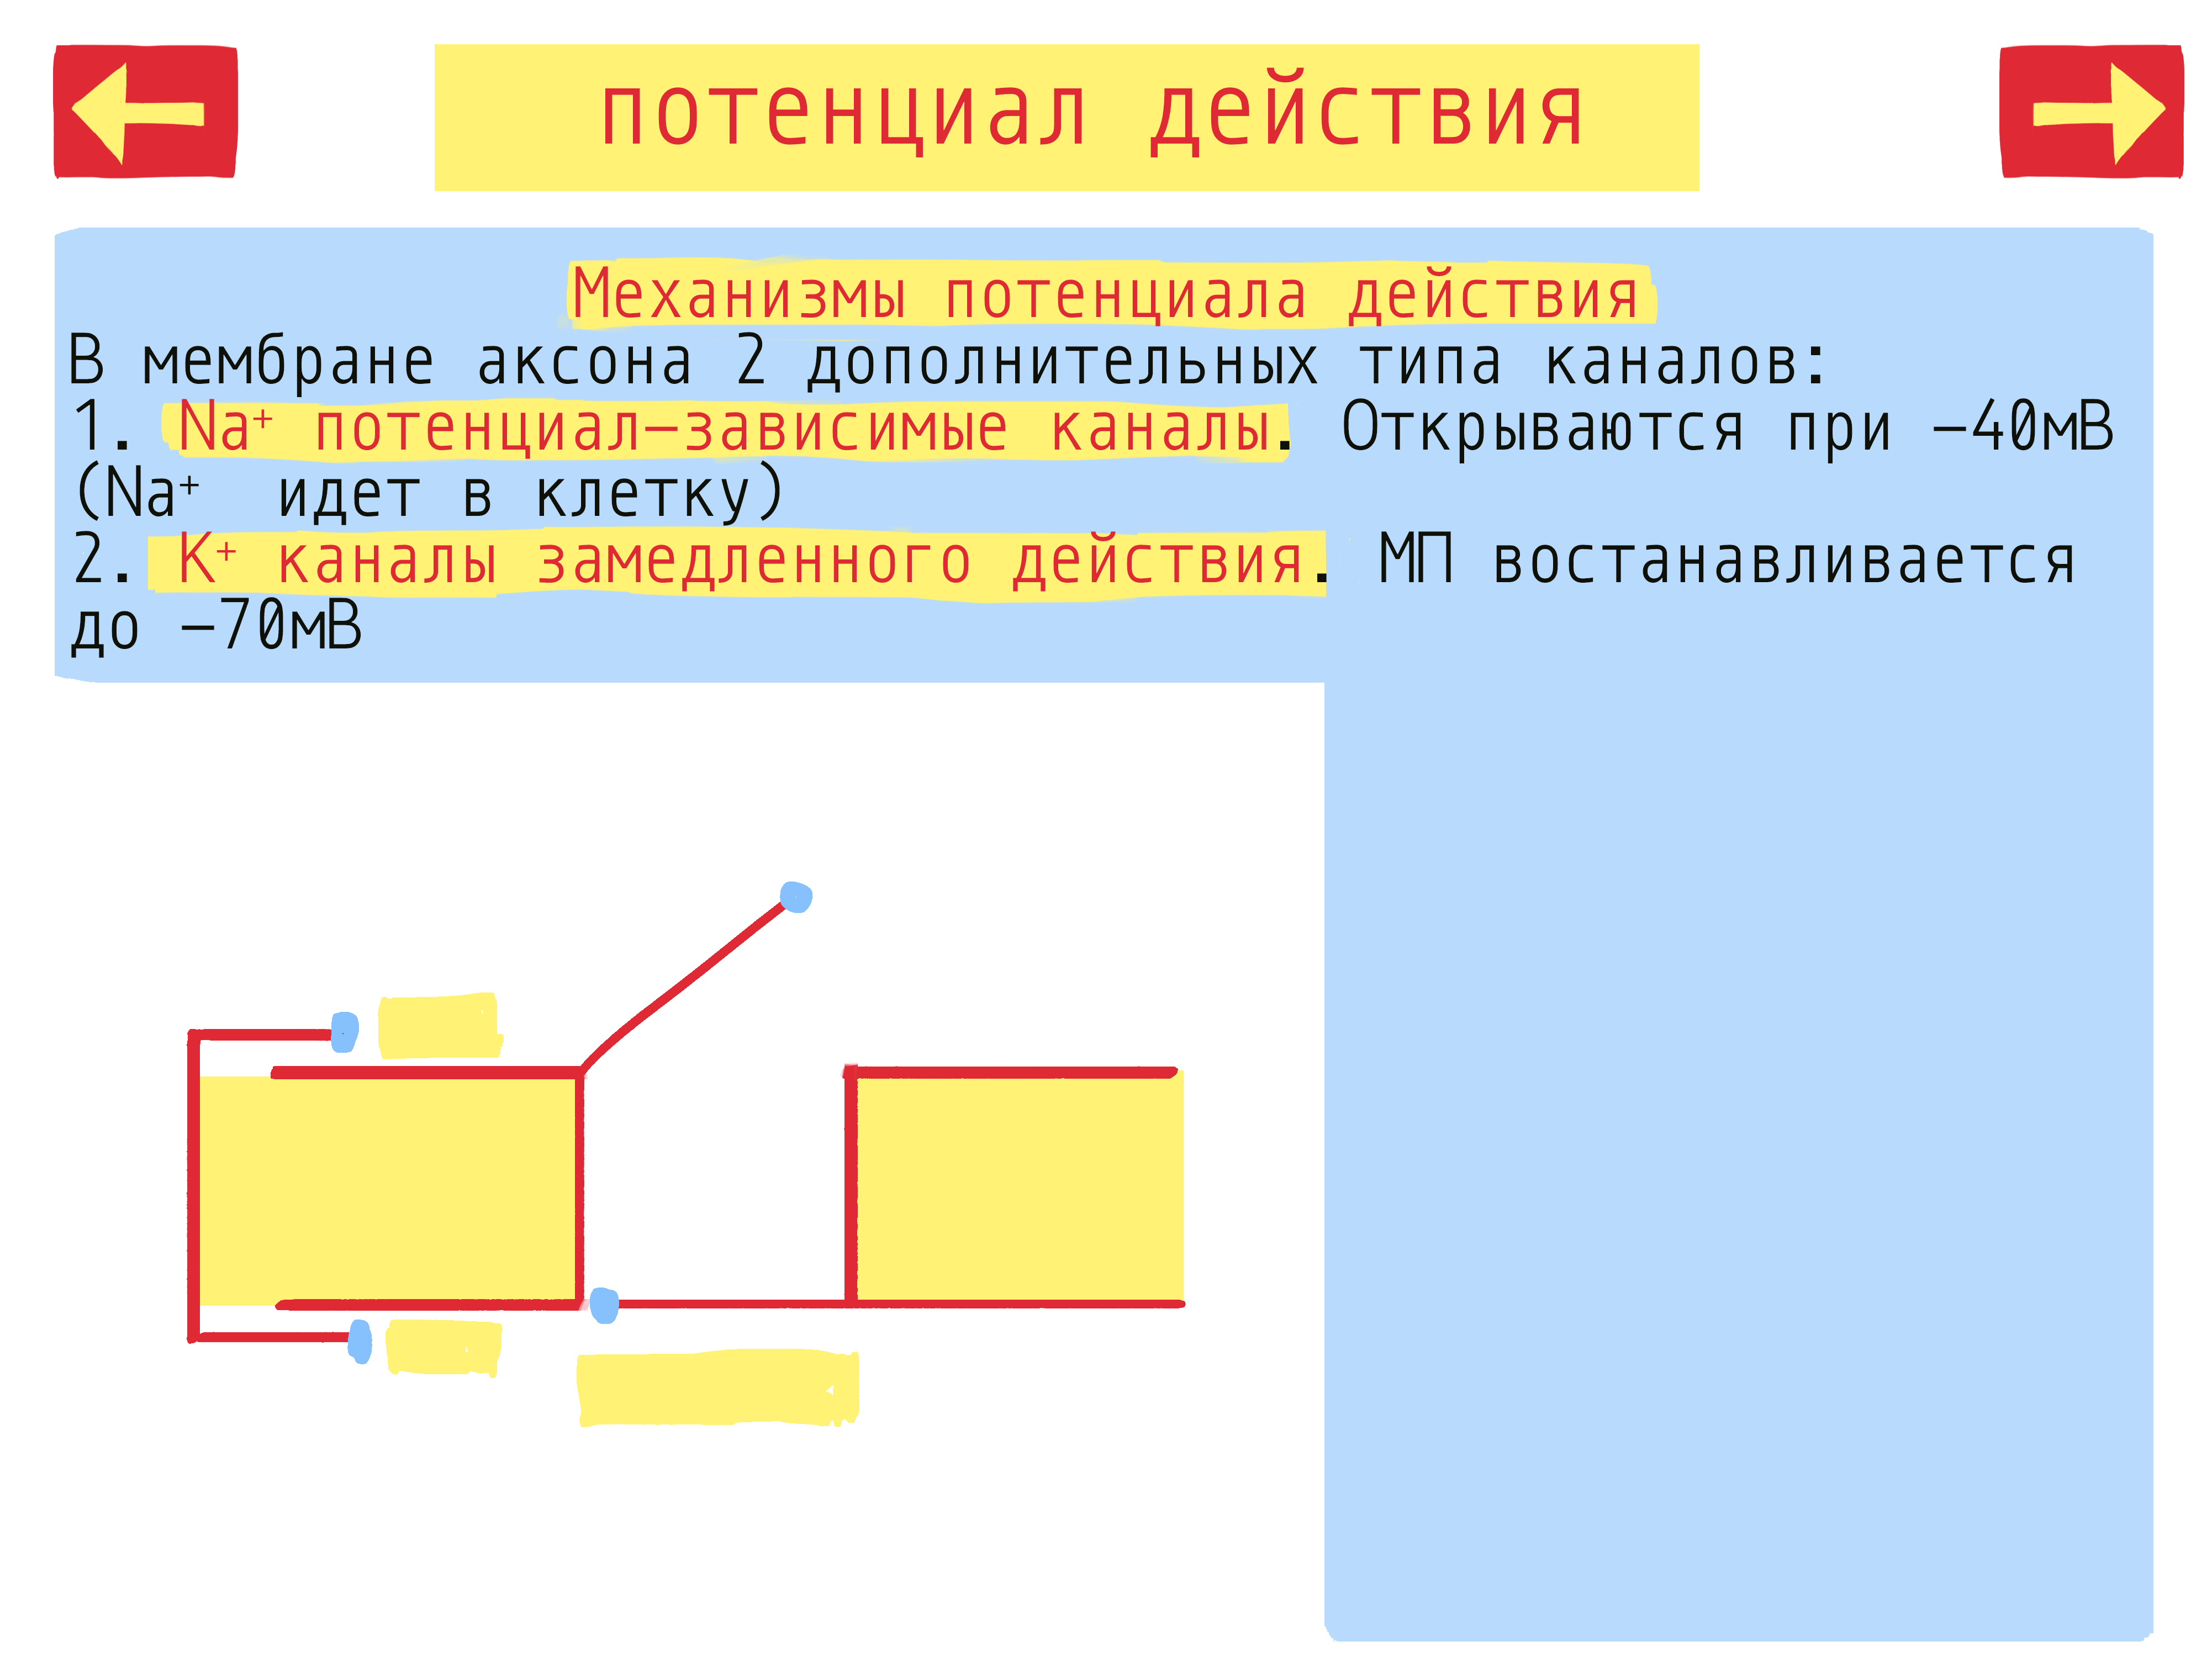 потенциал действия
Механизмы потенциала действия
В мембране аксона 2 дополнительных типа каналов:
1. Na⁺ потенциал–зависимые каналы. Открываются при –40мВ
(Na⁺ идет в клетку)
2. К⁺ каналы замедленного действия. МП востанавливается
до –70мВ